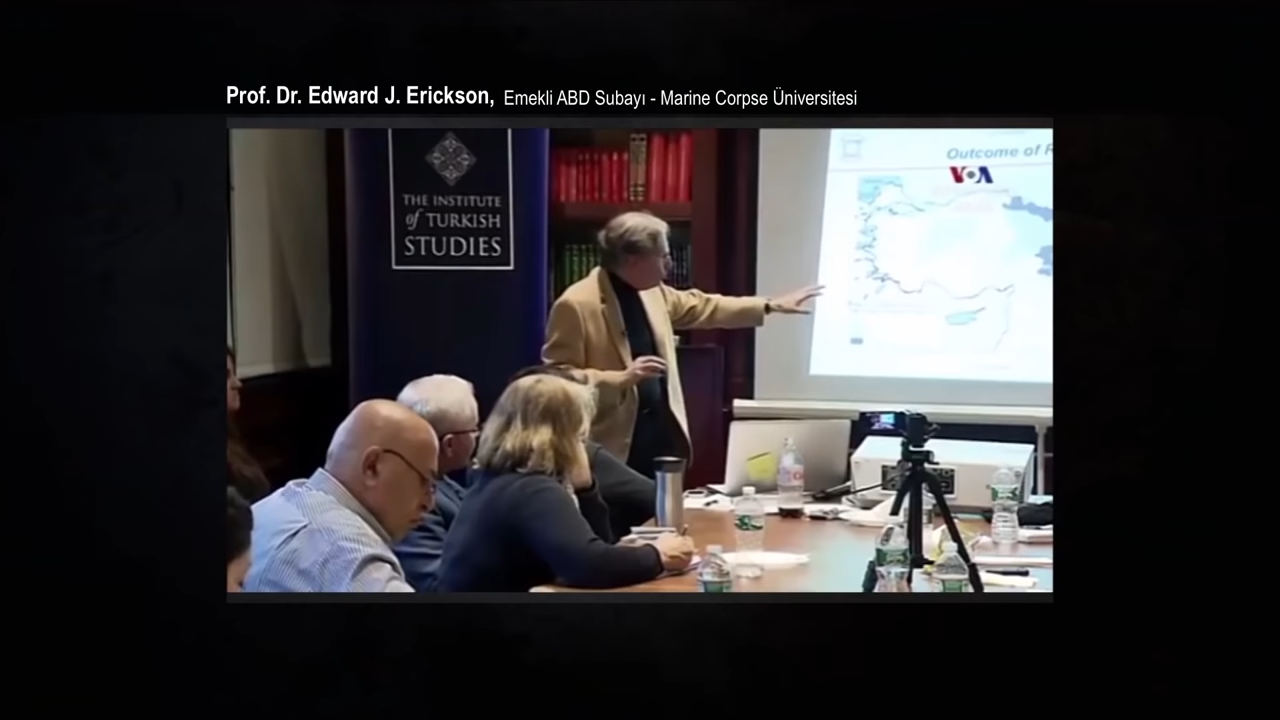 Prof. Dr. Edward J. Erickson, Emekli ABD Subayı - Marine Corpse Üniversitesi
Outcome of
VOA
THE INSTITUTE
of TURKISH
STUDIES